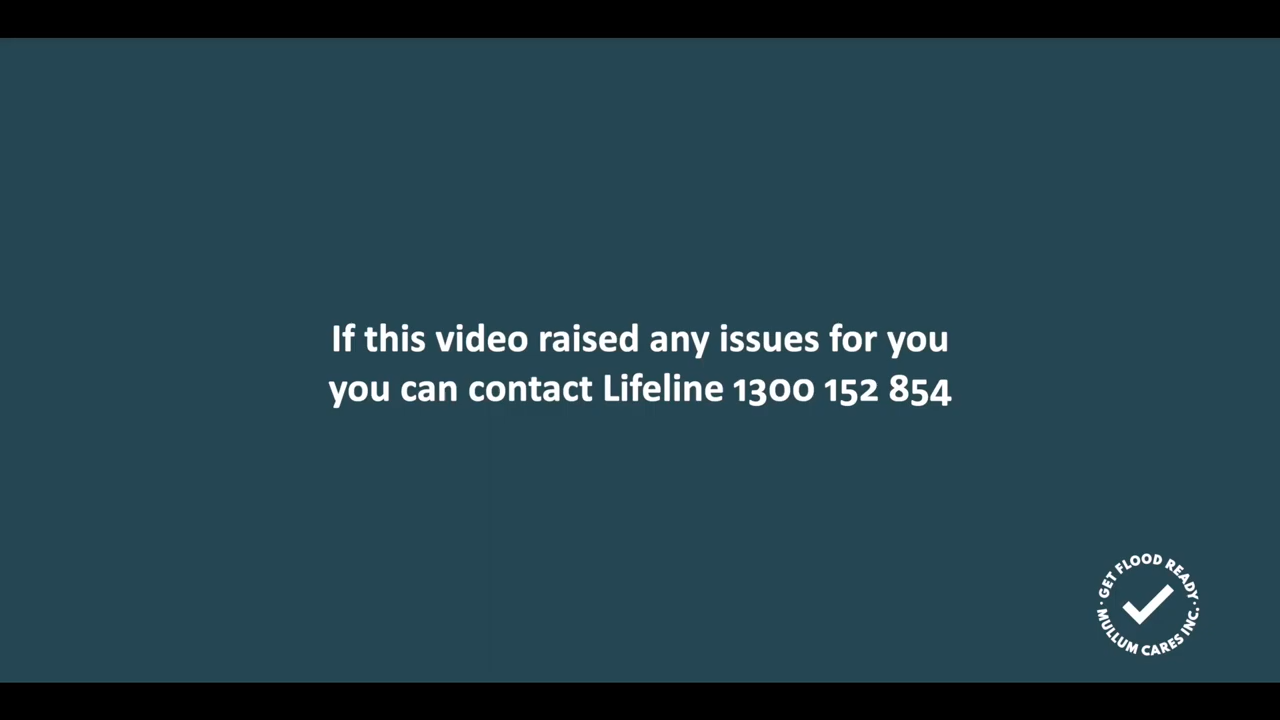 If this video raised any issues for you
you can contact Lifeline 1300 152 854
· GET FLOOD READY ·
MULLUM CARES INC.